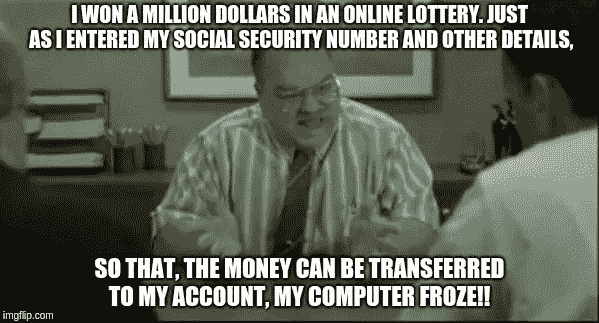 I WON A MILLION DOLLARS IN AN ONLINE LOTTERY. JUST
AS I ENTERED MY SOCIAL SECURITY NUMBER AND OTHER DETAILS,
SO THAT, THE MONEY CAN BE TRANSFERRED
TO MY ACCOUNT, MY COMPUTER FROZE!!
imgflip.com